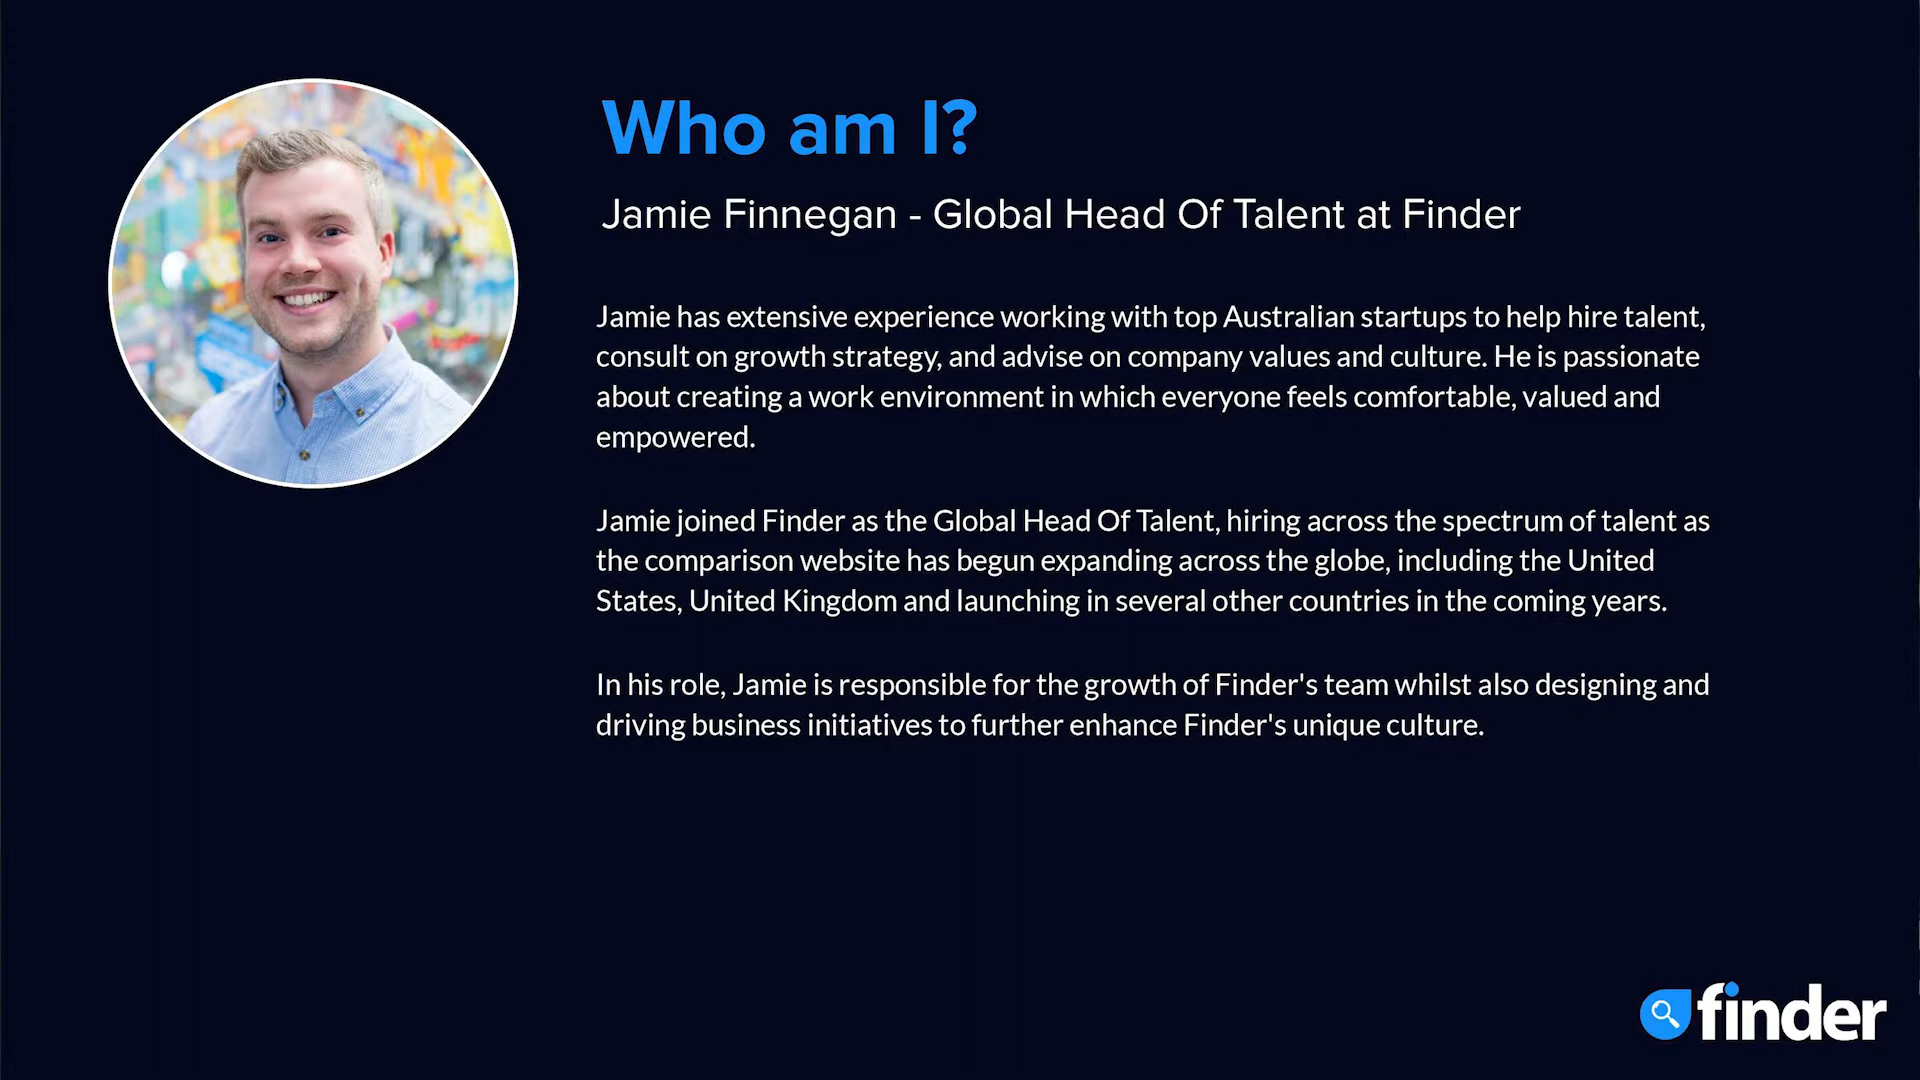 Who am I?
Jamie Finnegan - Global Head Of Talent at Finder
Jamie has extensive experience working with top Australian startups to help hire talent,
consult on growth strategy, and advise on company values and culture. He is passionate
about creating a work environment in which everyone feels comfortable, valued and
empowered.
Jamie joined Finder as the Global Head Of Talent, hiring across the spectrum of talent as
the comparison website has begun expanding across the globe, including the United
States, United Kingdom and launching in several other countries in the coming years.
In his role, Jamie is responsible for the growth of Finder's team whilst also designing and
driving business initiatives to further enhance Finder's unique culture.
finder